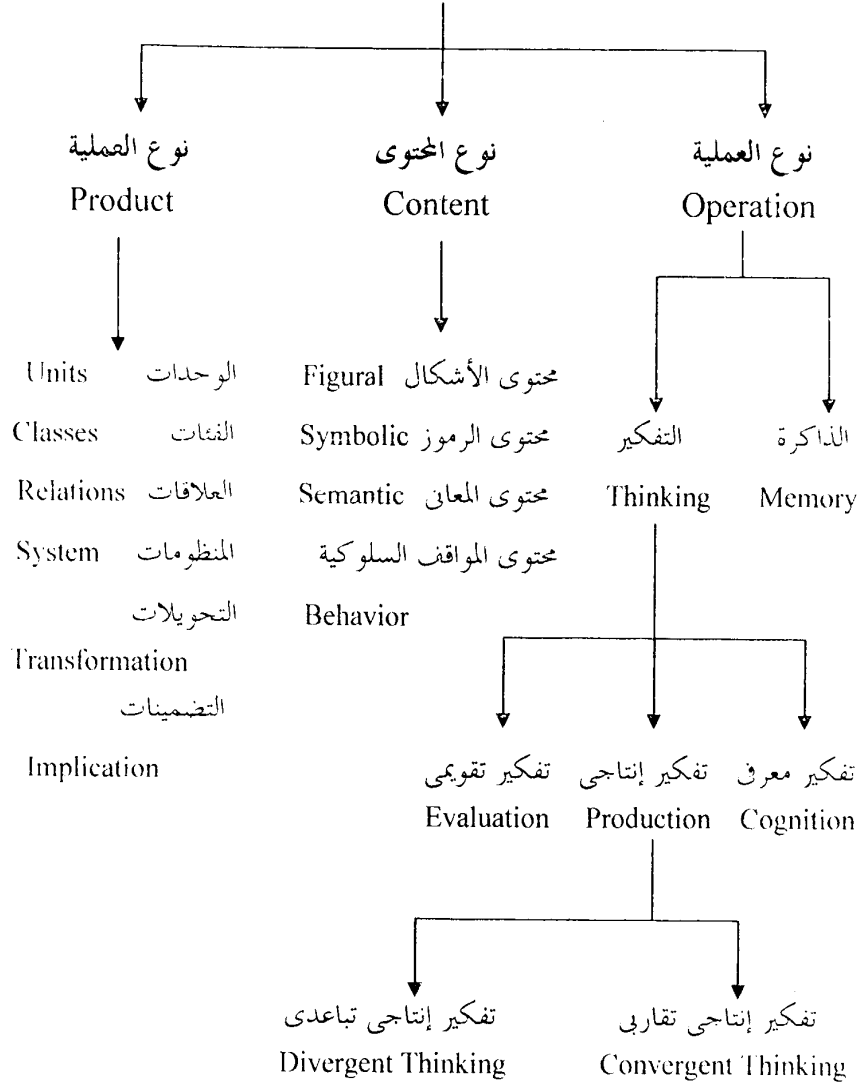 نوع العملية نوع المحتوى نوع العملية
Product Content Operation
الوحدات Units محتوى الأشكال Figural
الفئات Classes محتوى الرموز Symbolic التفكير الذاكرة
العلاقات Relations محتوى المعانى Semantic Thinking Memory
المنظومات System محتوى المواقف السلوكية
التحويلات Behavior
Transformation
التضمينات
Implication
تفكير معرفى تفكير إنتاجى تفكير تقويمى
Evaluation Production Cognition
تفكير إنتاجى تقاربى تفكير إنتاجى تباعدى
Divergent Thinking Convergent Thinking